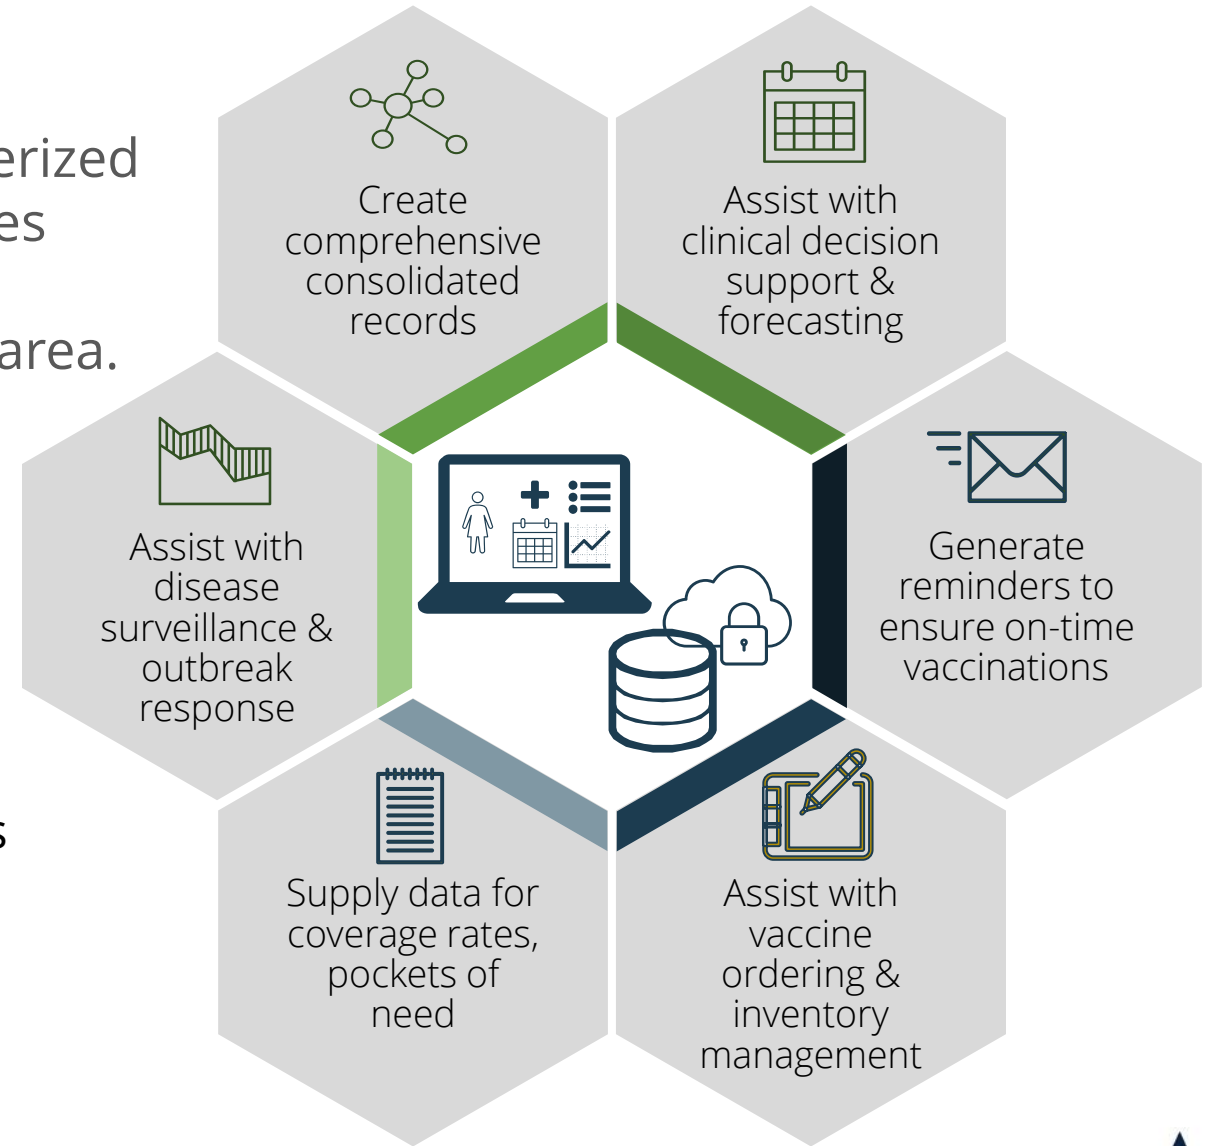 erized
es
area.
s
Create
comprehensive
consolidated
records
Assist with
clinical decision
support &
forecasting
Generate
reminders to
ensure on-time
vaccinations
Assist with
vaccine
ordering &
inventory
management
Supply data for
coverage rates,
pockets of
need
Assist with
disease
surveillance &
outbreak
response